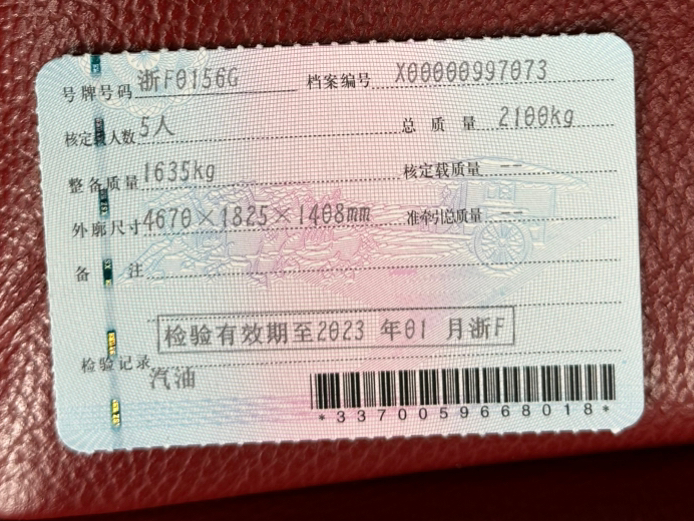 号牌号码 浙F0156G 档案编号 X00000997073
核定载人数 5人 总质量 2100kg
整备质量 1635kg 核定载质量 --
外廓尺寸 4670×1825×1408mm 准牵引总质量 --
备注
检验有效期至2023 年01 月浙F
检验记录
汽油
*3370059668018*